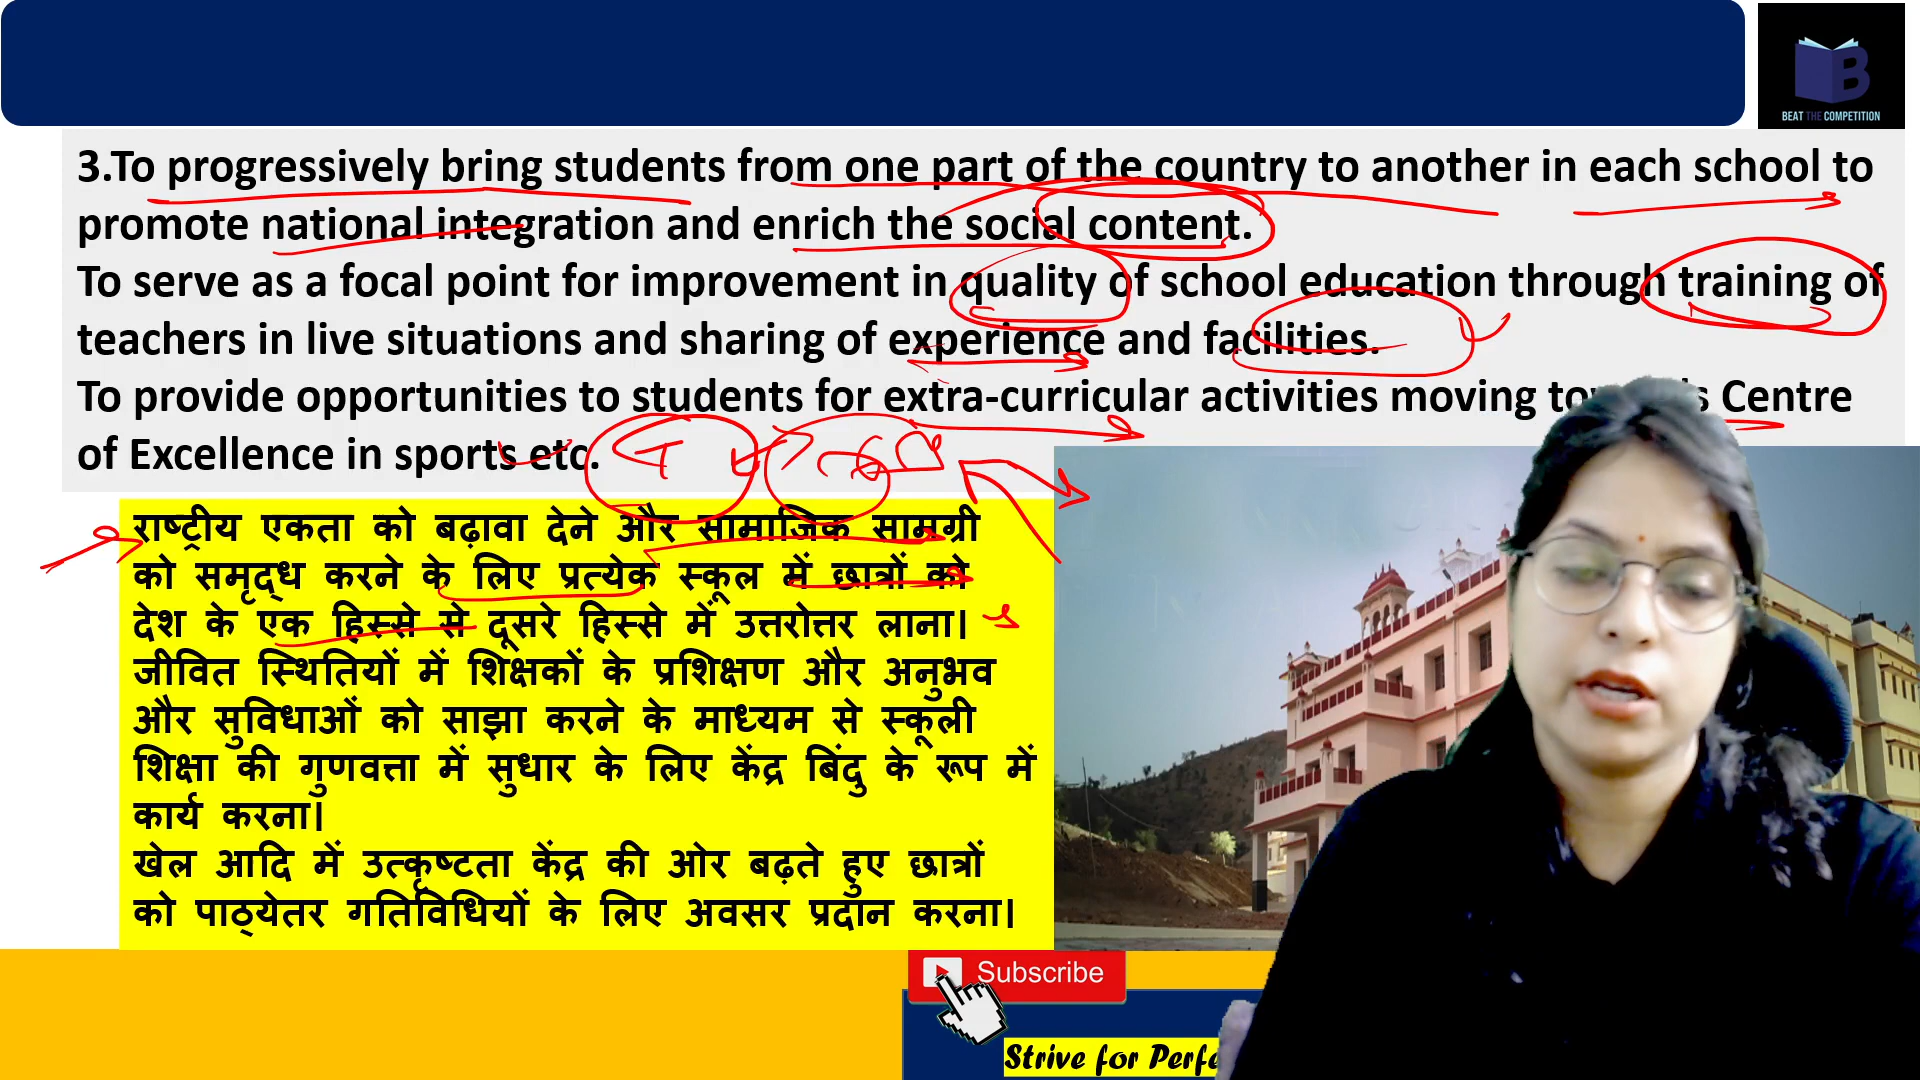 BEAT THE COMPETITION
3.To progressively bring students from one part of the country to another in each school to
promote national integration and enrich the social content.
To serve as a focal point for improvement in quality of school education through training of
teachers in live situations and sharing of experience and facilities.
To provide opportunities to students for extra-curricular activities moving Centre
of Excellence in sports etc.
राष्ट्रीय एकता को बढ़ावा देने और सामाजिक सामग्री
को समृद्ध करने के लिए प्रत्येक स्कूल में छात्रों को
देश के एक हिस्से से दूसरे हिस्से में उत्तरोत्तर लाना।
जीवित स्थितियों में शिक्षकों के प्रशिक्षण और अनुभव
और सुविधाओं को साझा करने के माध्यम से स्कूली
शिक्षा की गुणवत्ता में सुधार के लिए केंद्र बिंदु के रूप में
कार्य करना।
खेल आदि में उत्कृष्टता केंद्र की ओर बढ़ते हुए छात्रों
को पाठ्येतर गतिविधियों के लिए अवसर प्रदान करना।
Subscribe
Strive for